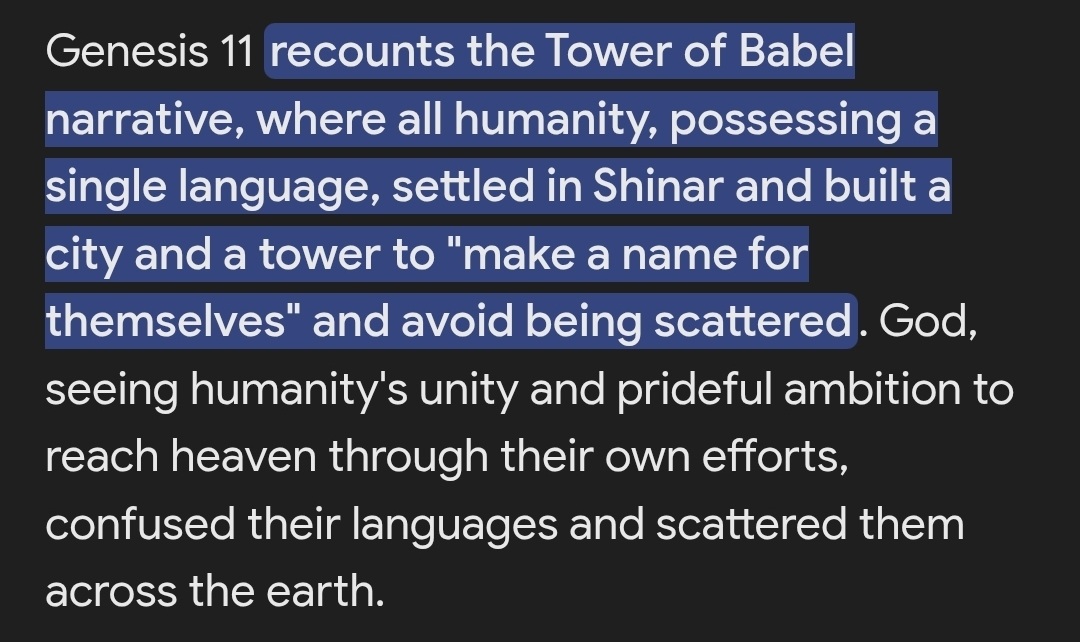 Genesis 11 recounts the Tower of Babel
narrative, where all humanity, possessing a
single language, settled in Shinar and built a
city and a tower to "make a name for
themselves" and avoid being scattered. God,
seeing humanity's unity and prideful ambition to
reach heaven through their own efforts,
confused their languages and scattered them
across the earth.